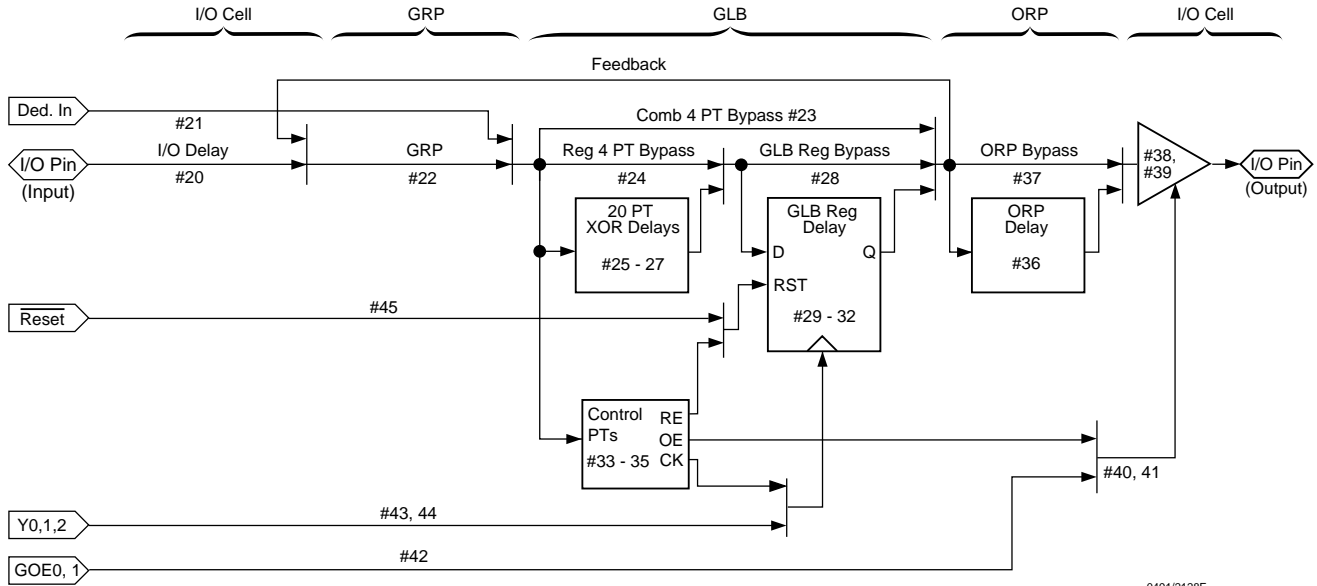 I/O Cell
GRP
GLB
ORP
I/O Cell
Feedback
Ded. In
#21
Comb 4 PT Bypass #23
I/O Pin
(Input)
I/O Delay
#20
GRP
#22
Reg 4 PT Bypass
#24
GLB Reg Bypass
#28
ORP Bypass
#37
#38,
#39
I/O Pin
(Output)
20 PT
XOR Delays
#25 - 27
GLB Reg
Delay
D
Q
RST
#29 - 32
ORP
Delay
#36
Reset
#45
Control
PTs
#33 - 35
RE
OE
CK
#40, 41
Y0,1,2
#43, 44
GOE0, 1
#42